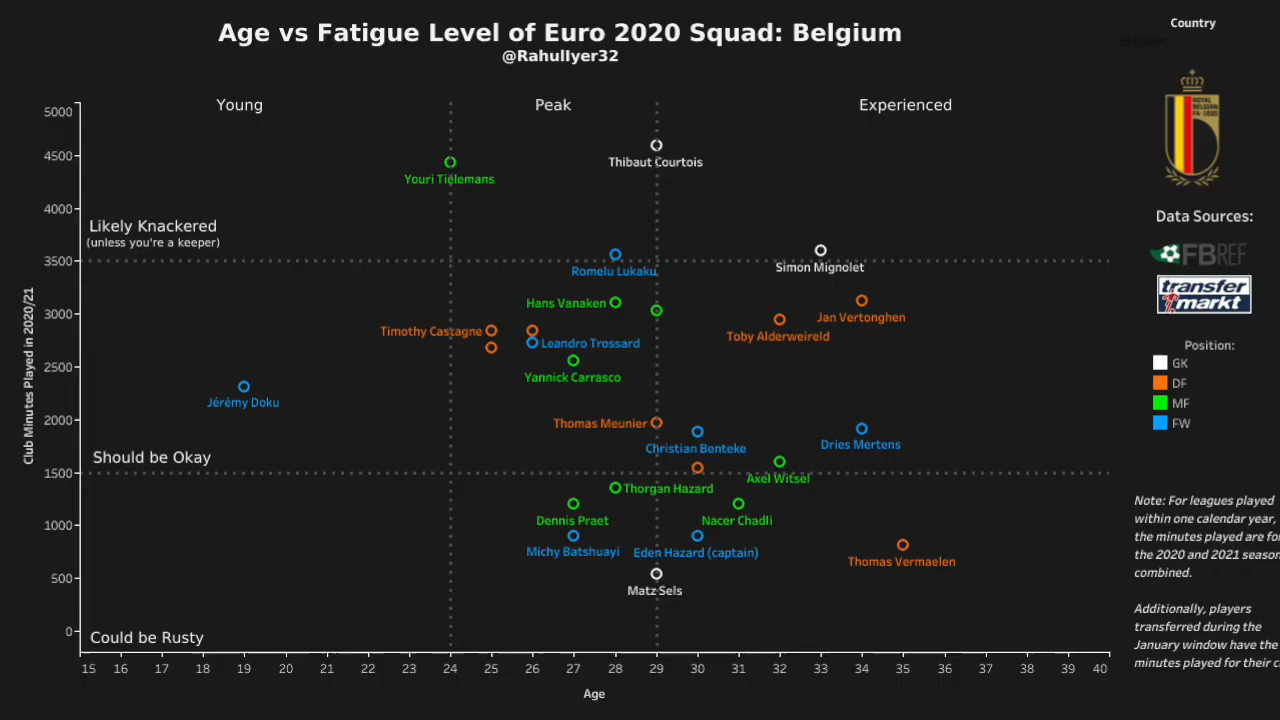 Age vs Fatigue Level of Euro 2020 Squad: Belgium
@RahulIyer32
Country
Belgium
Young
Peak
Experienced
5000
4500
4000
3500
3000
2500
2000
1500
1000
500
0
Club Minutes Played in 2020/21
Likely Knackered
(unless you're a keeper)
Should be Okay
Could be Rusty
Thibaut Courtois
Youri Tielemans
Romelu Lukaku
Simon Mignolet
Hans Vanaken
Jan Vertonghen
Timothy Castagne
Toby Alderweireld
Leandro Trossard
Yannick Carrasco
Jérémy Doku
Thomas Meunier
Christian Benteke
Dries Mertens
Axel Witsel
Thorgan Hazard
Dennis Praet
Nacer Chadli
Michy Batshuayi
Eden Hazard (captain)
Thomas Vermaelen
Matz Sels
15 16 17 18 19 20 21 22 23 24 25 26 27 28 29 30 31 32 33 34 35 36 37 38 39 40
Age
ROYAL
BELGIAN
FA·1895
Data Sources:
FBREF
transfer
markt
Position:
GK
DF
MF
FW
Note: For leagues played
within one calendar year,
the minutes played are fo
the 2020 and 2021 season
combined.
Additionally, players
transferred during the
January window have the
minutes played for their c